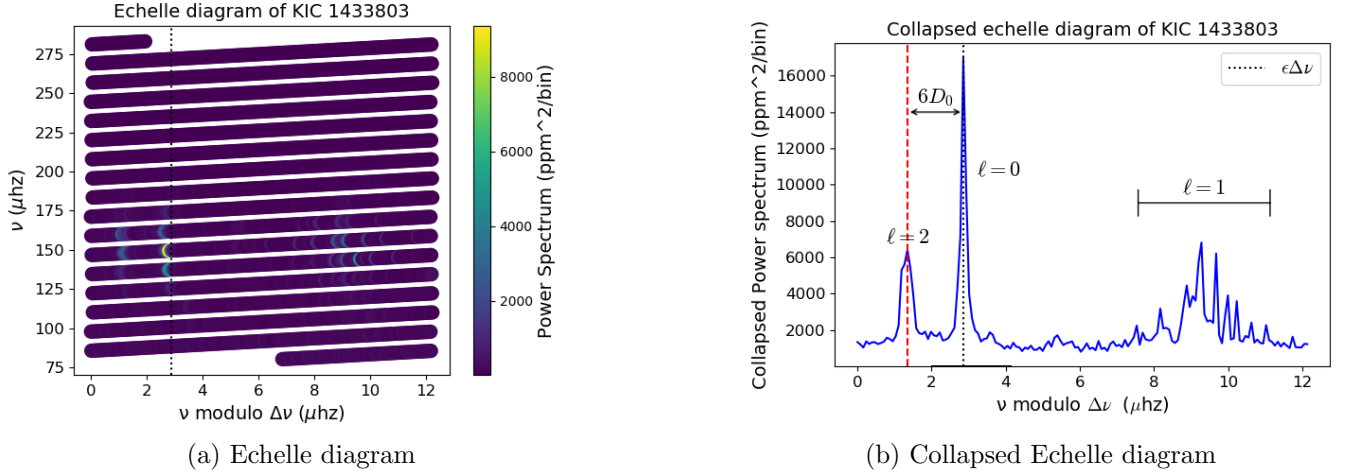 Echelle diagram of KIC 1433803
275
250
225
200
175
150
125
100
75
ν (μhz)
0 2 4 6 8 10 12
ν modulo Δν (μhz)
8000
6000
4000
2000
Power Spectrum (ppm^2/bin)
(a) Echelle diagram
Collapsed echelle diagram of KIC 1433803
16000
14000
12000
10000
8000
6000
4000
2000
Collapsed Power spectrum (ppm^2/bin)
ϵΔν
6D₀
ℓ = 0
ℓ = 1
ℓ = 2
0 2 4 6 8 10 12
ν modulo Δν (μhz)
(b) Collapsed Echelle diagram